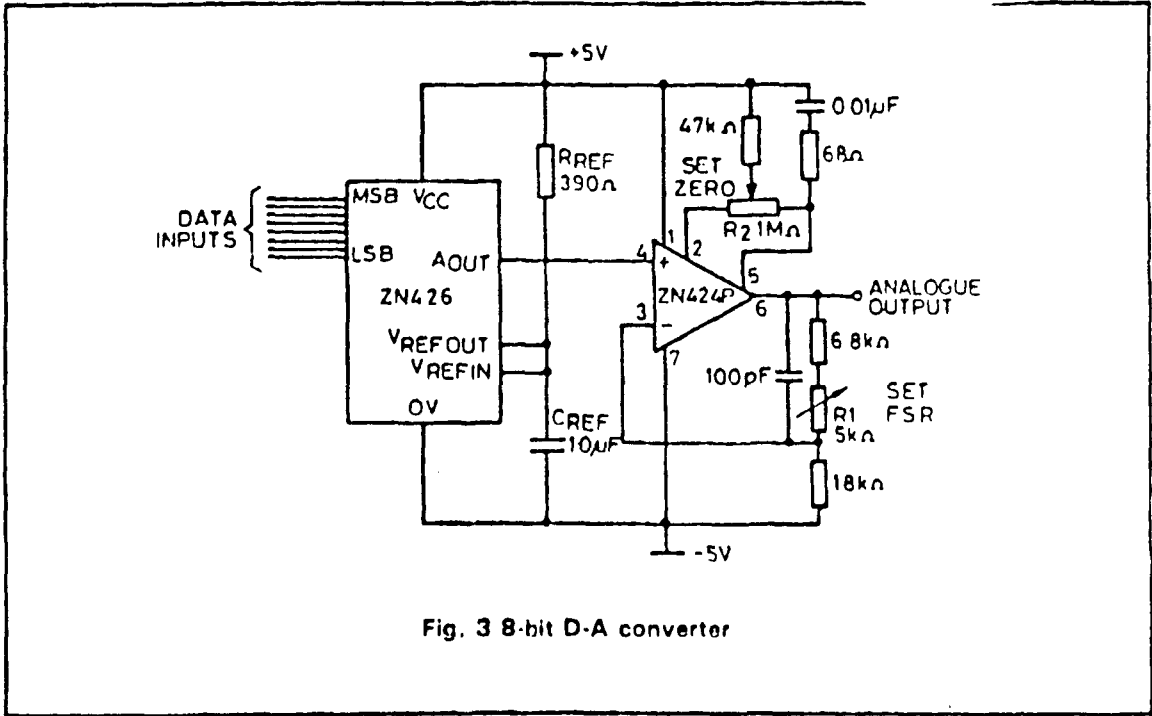 +5V
0.01µF
47kΩ
68Ω
RREF
390Ω
SET
ZERO
R2 1MΩ
MSB VCC
DATA
INPUTS
LSB
AOUT
ZN426
VREFOUT
VREFIN
0V
CREF
10µF
1
2
4
+
ZN424P
3
-
7
5
6
ANALOGUE
OUTPUT
6.8kΩ
100pF
SET
FSR
R1
5kΩ
18kΩ
-5V
Fig. 3 8-bit D-A converter